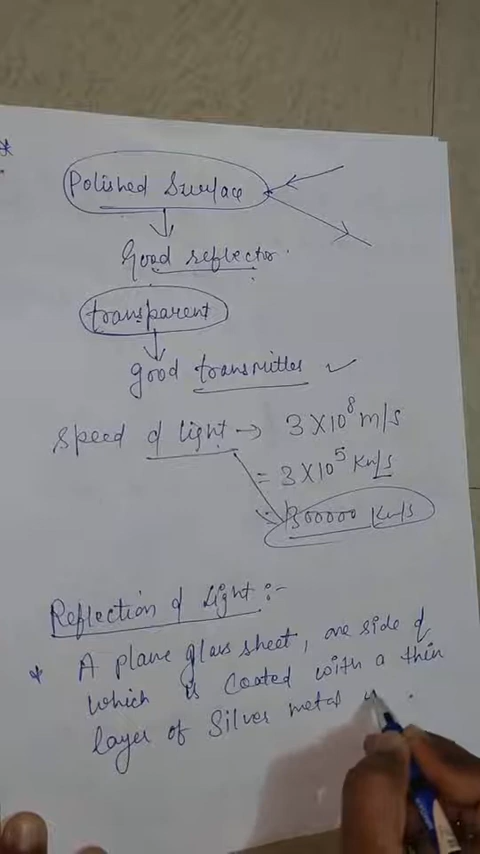 *
Polished Surface
Good reflector.
transparent
good transmitter ✓
Speed of light → 3×10⁸ m/s
= 3×10⁵ Km/s
300000 Km/s
Reflection of Light :-
* A plane glass sheet, one side of
which is coated with a thin
layer of Silver metal